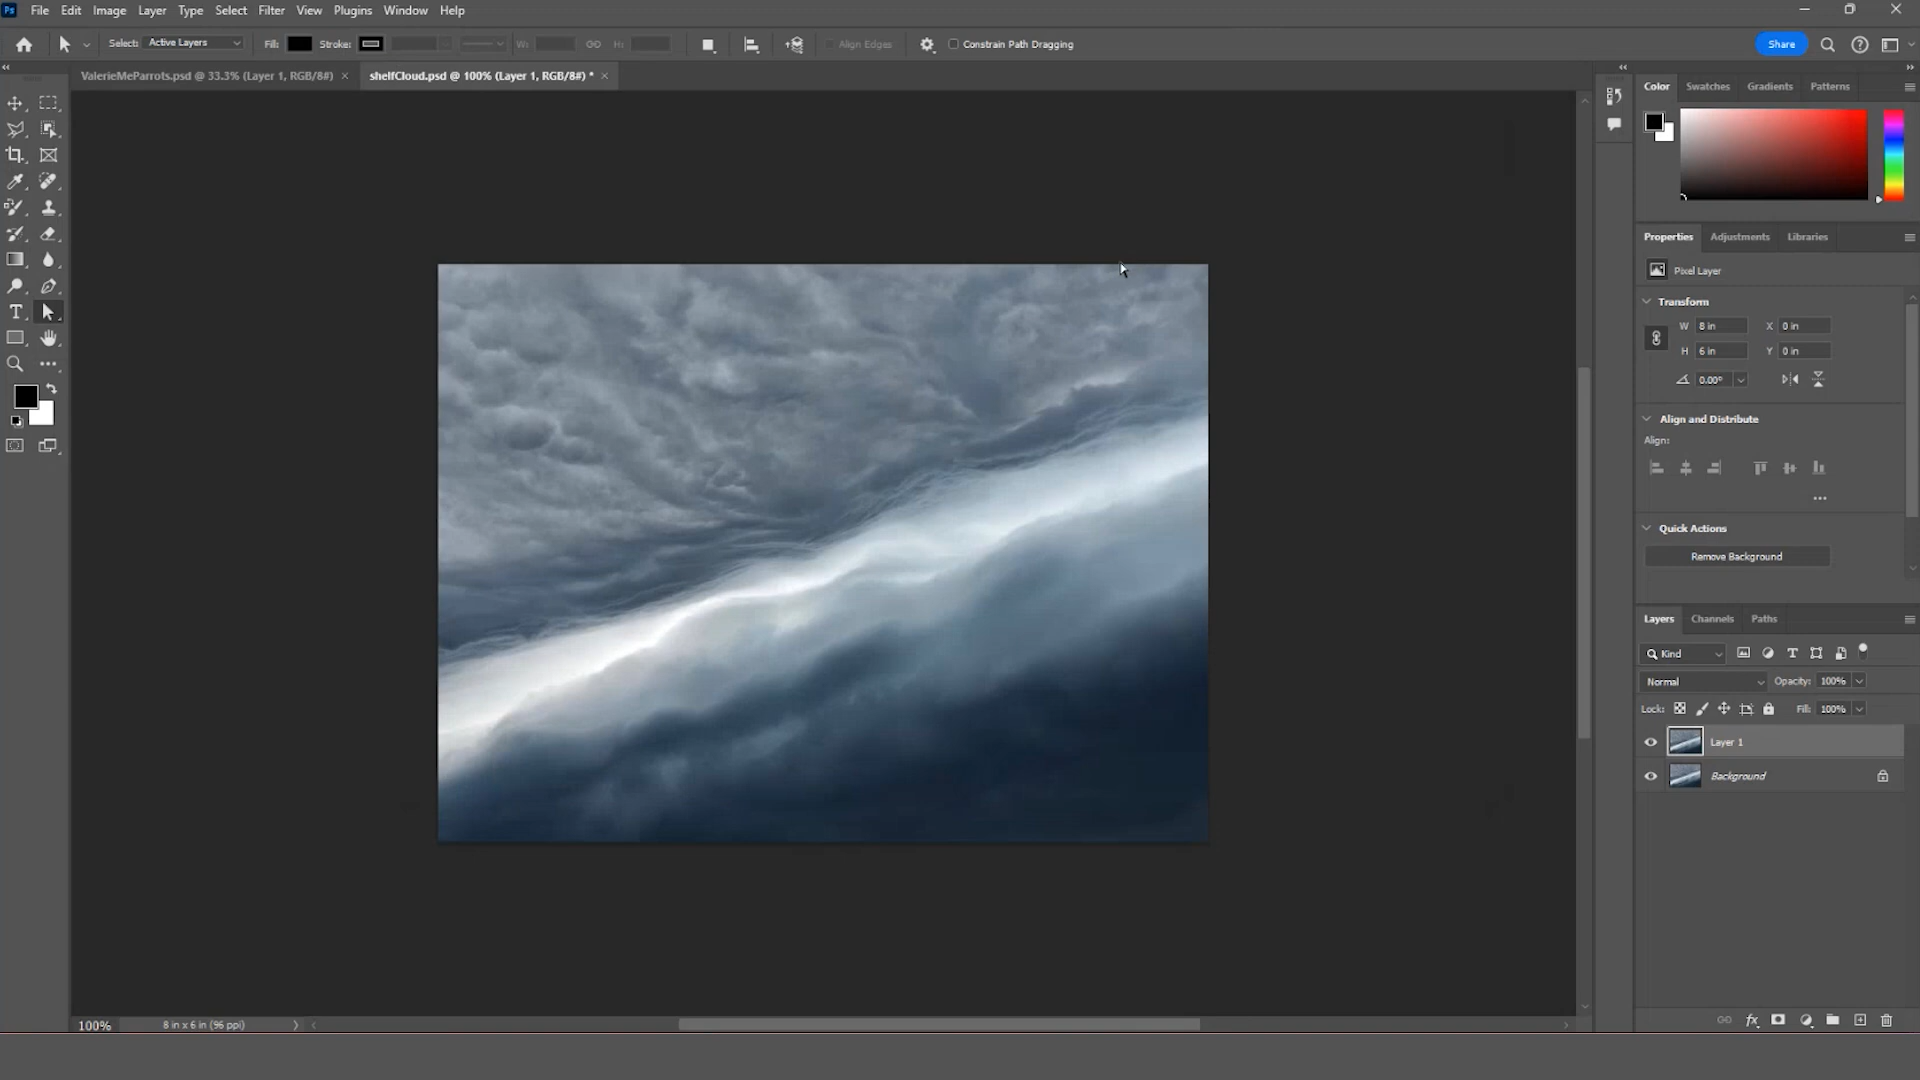 Ps File Edit Image Layer Type Select Filter View Plugins Window Help
Select: Active Layers Fill: Stroke: W: H: Align Edges Constrain Path Dragging Share
ValerieMeParrots.psd @ 33.3% (Layer 1, RGB/8#) × shelfCloud.psd @ 100% (Layer 1, RGB/8#) * ×
Color Swatches Gradients Patterns
Properties Adjustments Libraries
Pixel Layer
Transform
W 8 in X 0 in
H 6 in Y 0 in
0.00°
Align and Distribute
Align:
Quick Actions
Remove Background
Layers Channels Paths
Kind
Normal Opacity: 100%
Lock: Fill: 100%
Layer 1
Background
fx
100% 8 in x 6 in (96 ppi)